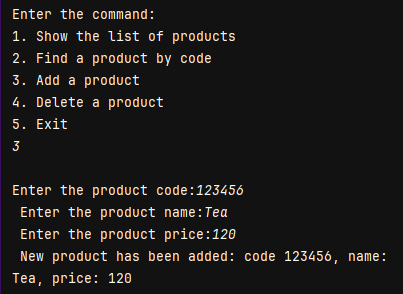 Enter the command:
1. Show the list of products
2. Find a product by code
3. Add a product
4. Delete a product
5. Exit
3
Enter the product code:123456
Enter the product name:Tea
Enter the product price:120
New product has been added: code 123456, name:
Tea, price: 120